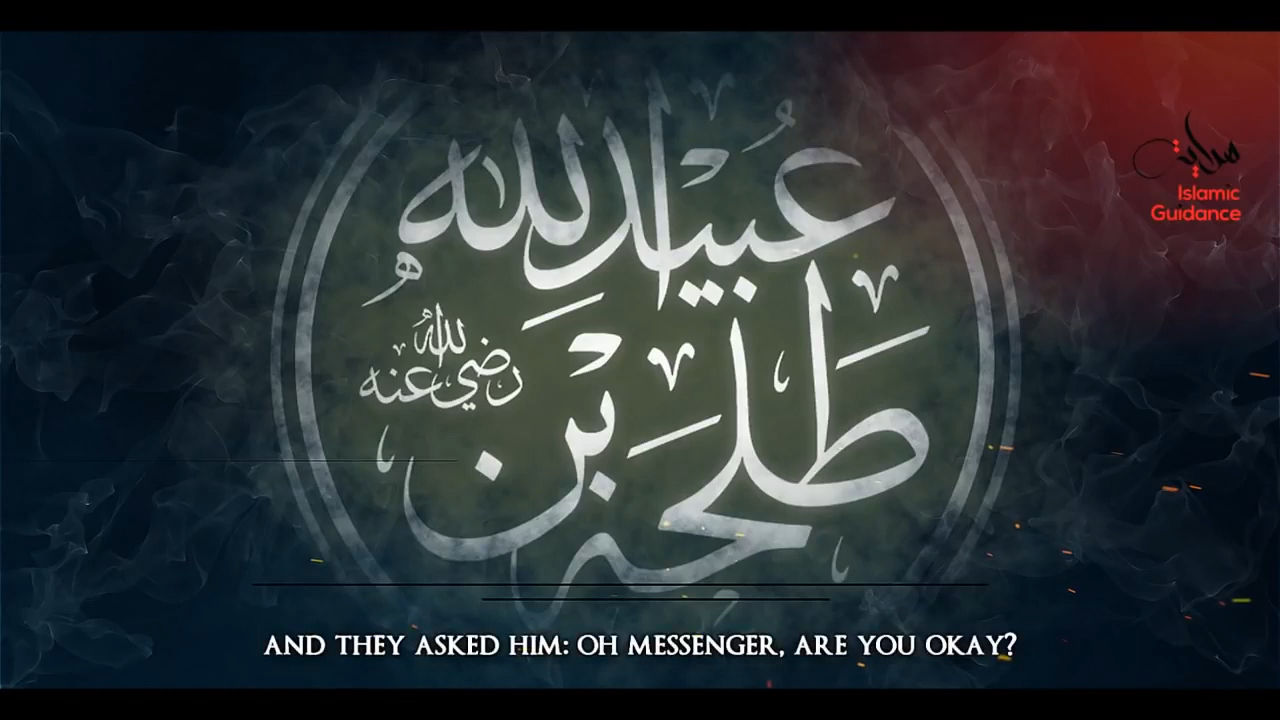 عبيد الله
طلحة بن
رضي الله عنه
هداية
Islamic
Guidance
AND THEY ASKED HIM: OH MESSENGER, ARE YOU OKAY?